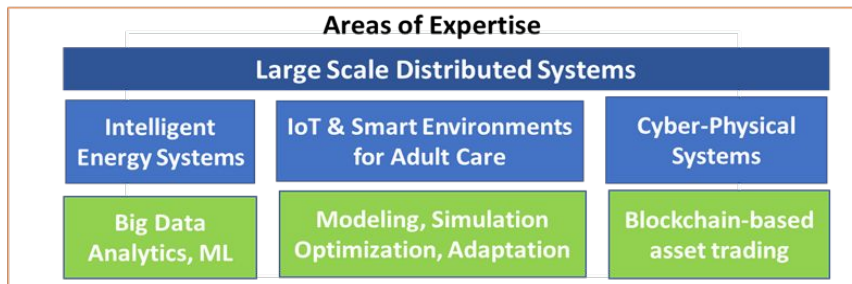 Areas of Expertise
Large Scale Distributed Systems
Intelligent
Energy Systems
IoT & Smart Environments
for Adult Care
Cyber-Physical
Systems
Big Data
Analytics, ML
Modeling, Simulation
Optimization, Adaptation
Blockchain-based
asset trading